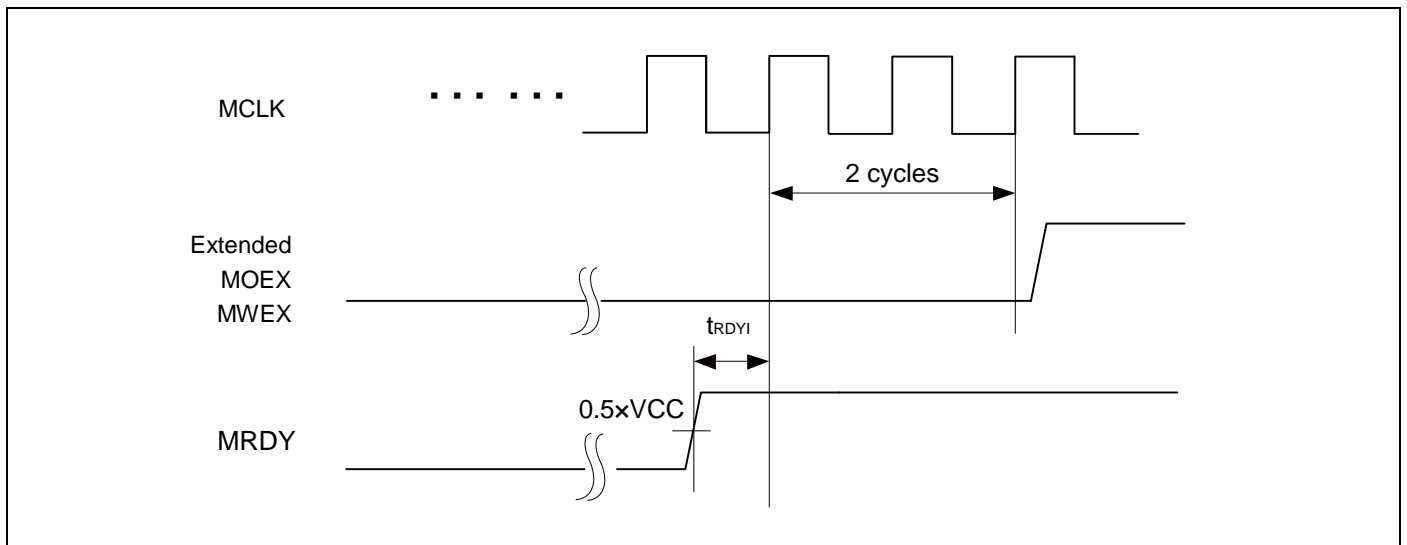 MCLK
... ...
2 cycles
Extended
MOEX
MWEX
tRDYI
0.5×VCC
MRDY